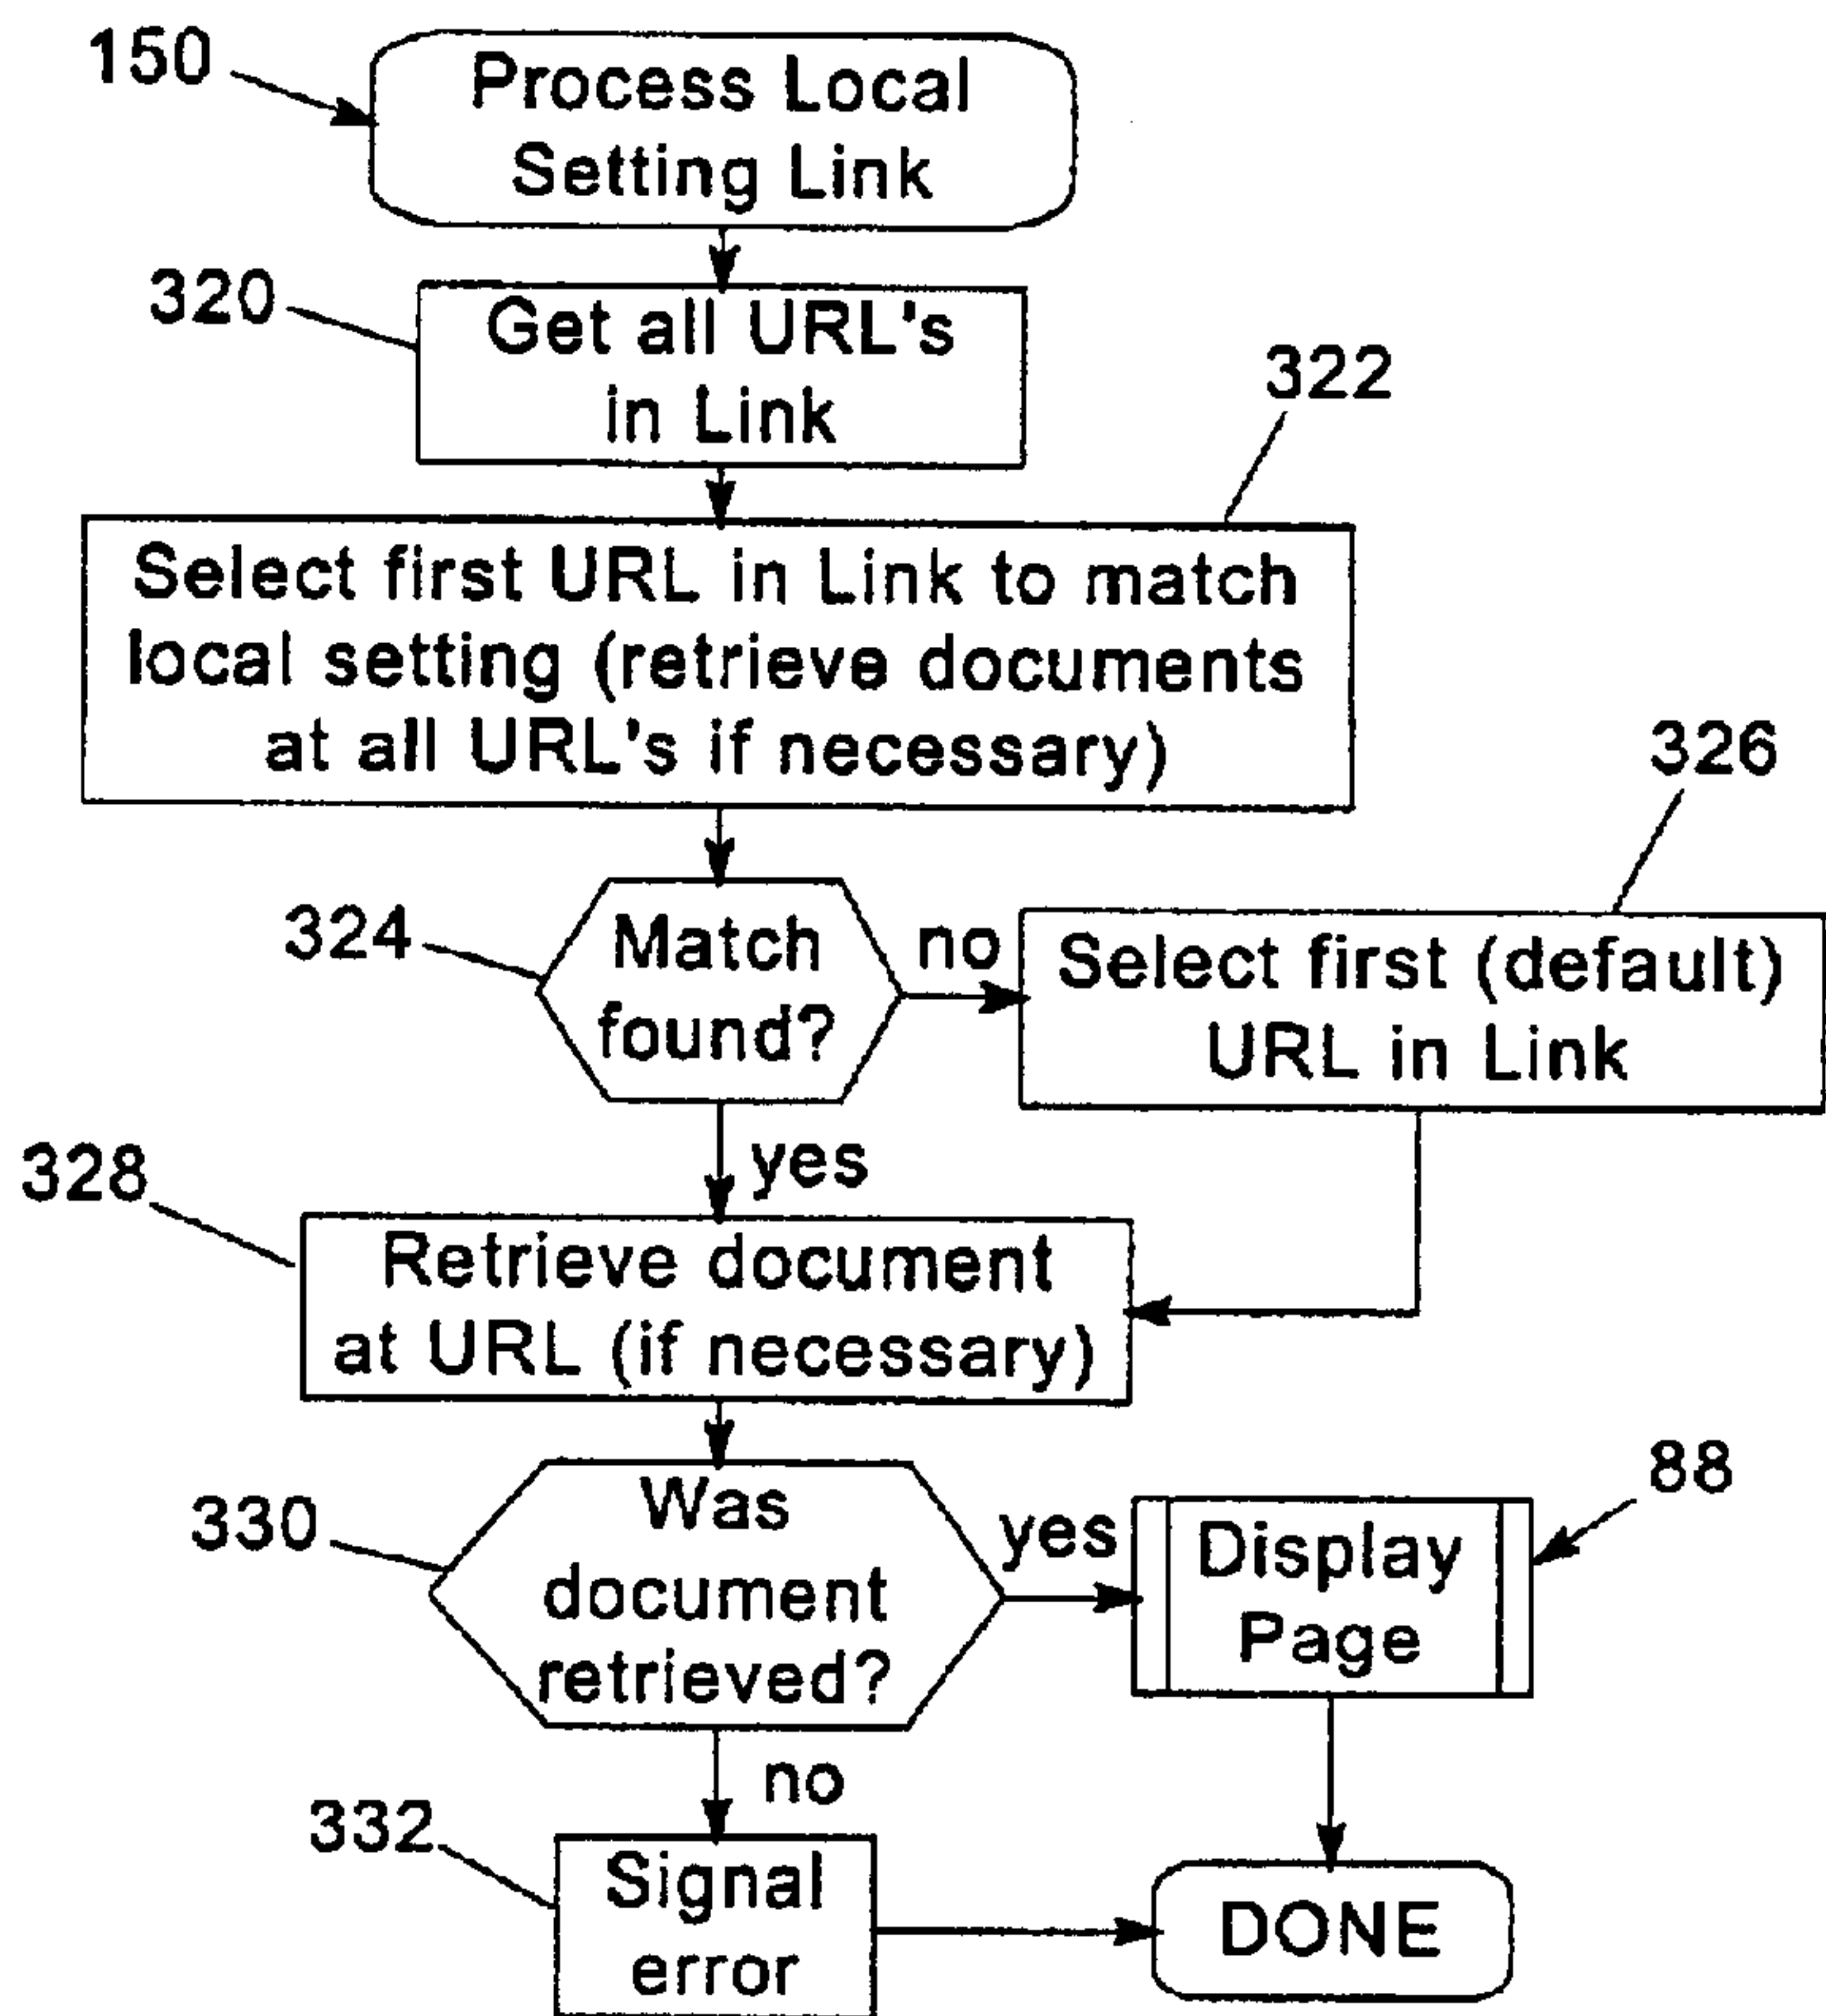 150
Process Local
Setting Link
320
Get all URL's
in Link
322
Select first URL in Link to match
local setting (retrieve documents
at all URL's if necessary)
326
324
Match
found?
no
Select first (default)
URL in Link
yes
328
Retrieve document
at URL (if necessary)
88
330
Was
document
retrieved?
yes
Display
Page
no
332
Signal
error
DONE